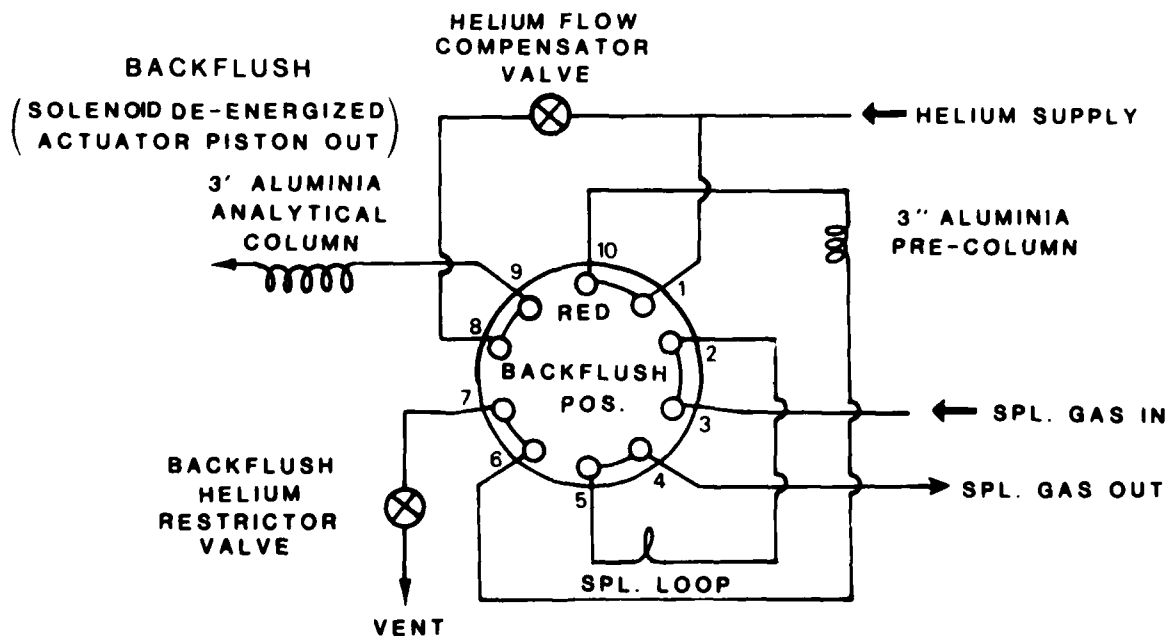 HELIUM FLOW
COMPENSATOR
VALVE
BACKFLUSH
(SOLENOID DE-ENERGIZED
ACTUATOR PISTON OUT)
HELIUM SUPPLY
3' ALUMINIA
ANALYTICAL
COLUMN
3" ALUMINIA
PRE-COLUMN
10
9
1
RED
8
2
BACKFLUSH
POS.
7
3
SPL. GAS IN
6
4
5
BACKFLUSH
HELIUM
RESTRICTOR
VALVE
SPL. GAS OUT
SPL. LOOP
VENT